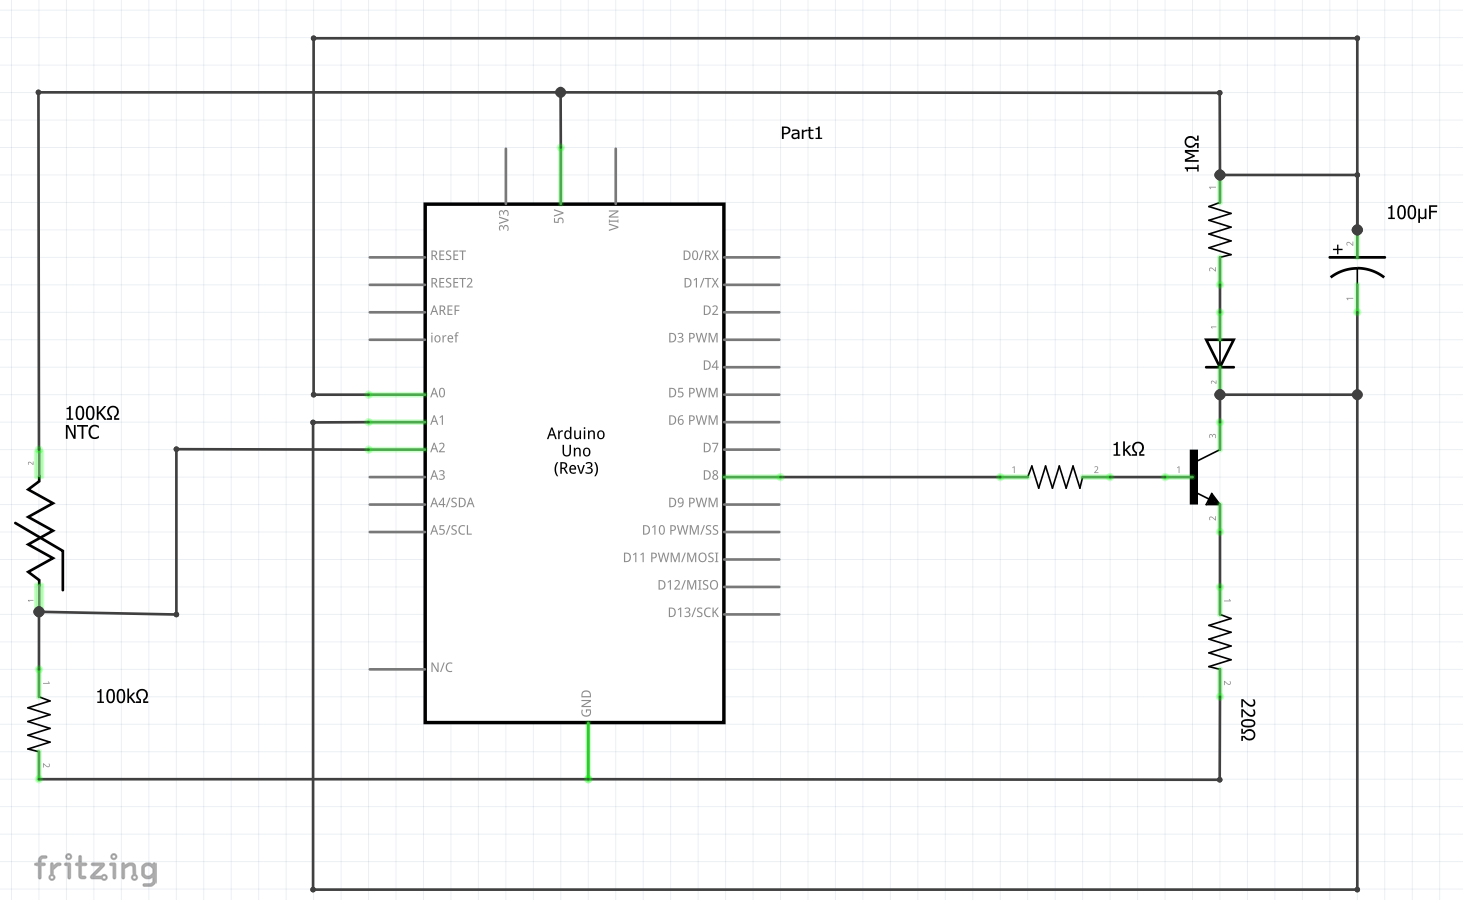 Part1
1MΩ
1
2
100µF
+
2
1
3V3
5V
VIN
RESET
RESET2
AREF
ioref
A0
A1
A2
A3
A4/SDA
A5/SCL
N/C
D0/RX
D1/TX
D2
D3 PWM
D4
D5 PWM
D6 PWM
D7
D8
D9 PWM
D10 PWM/SS
D11 PWM/MOSI
D12/MISO
D13/SCK
GND
Arduino
Uno
(Rev3)
1
2
100KΩ
NTC
2
1
1kΩ
1
2
3
1
2
100kΩ
1
2
1
2
220Ω
fritzing